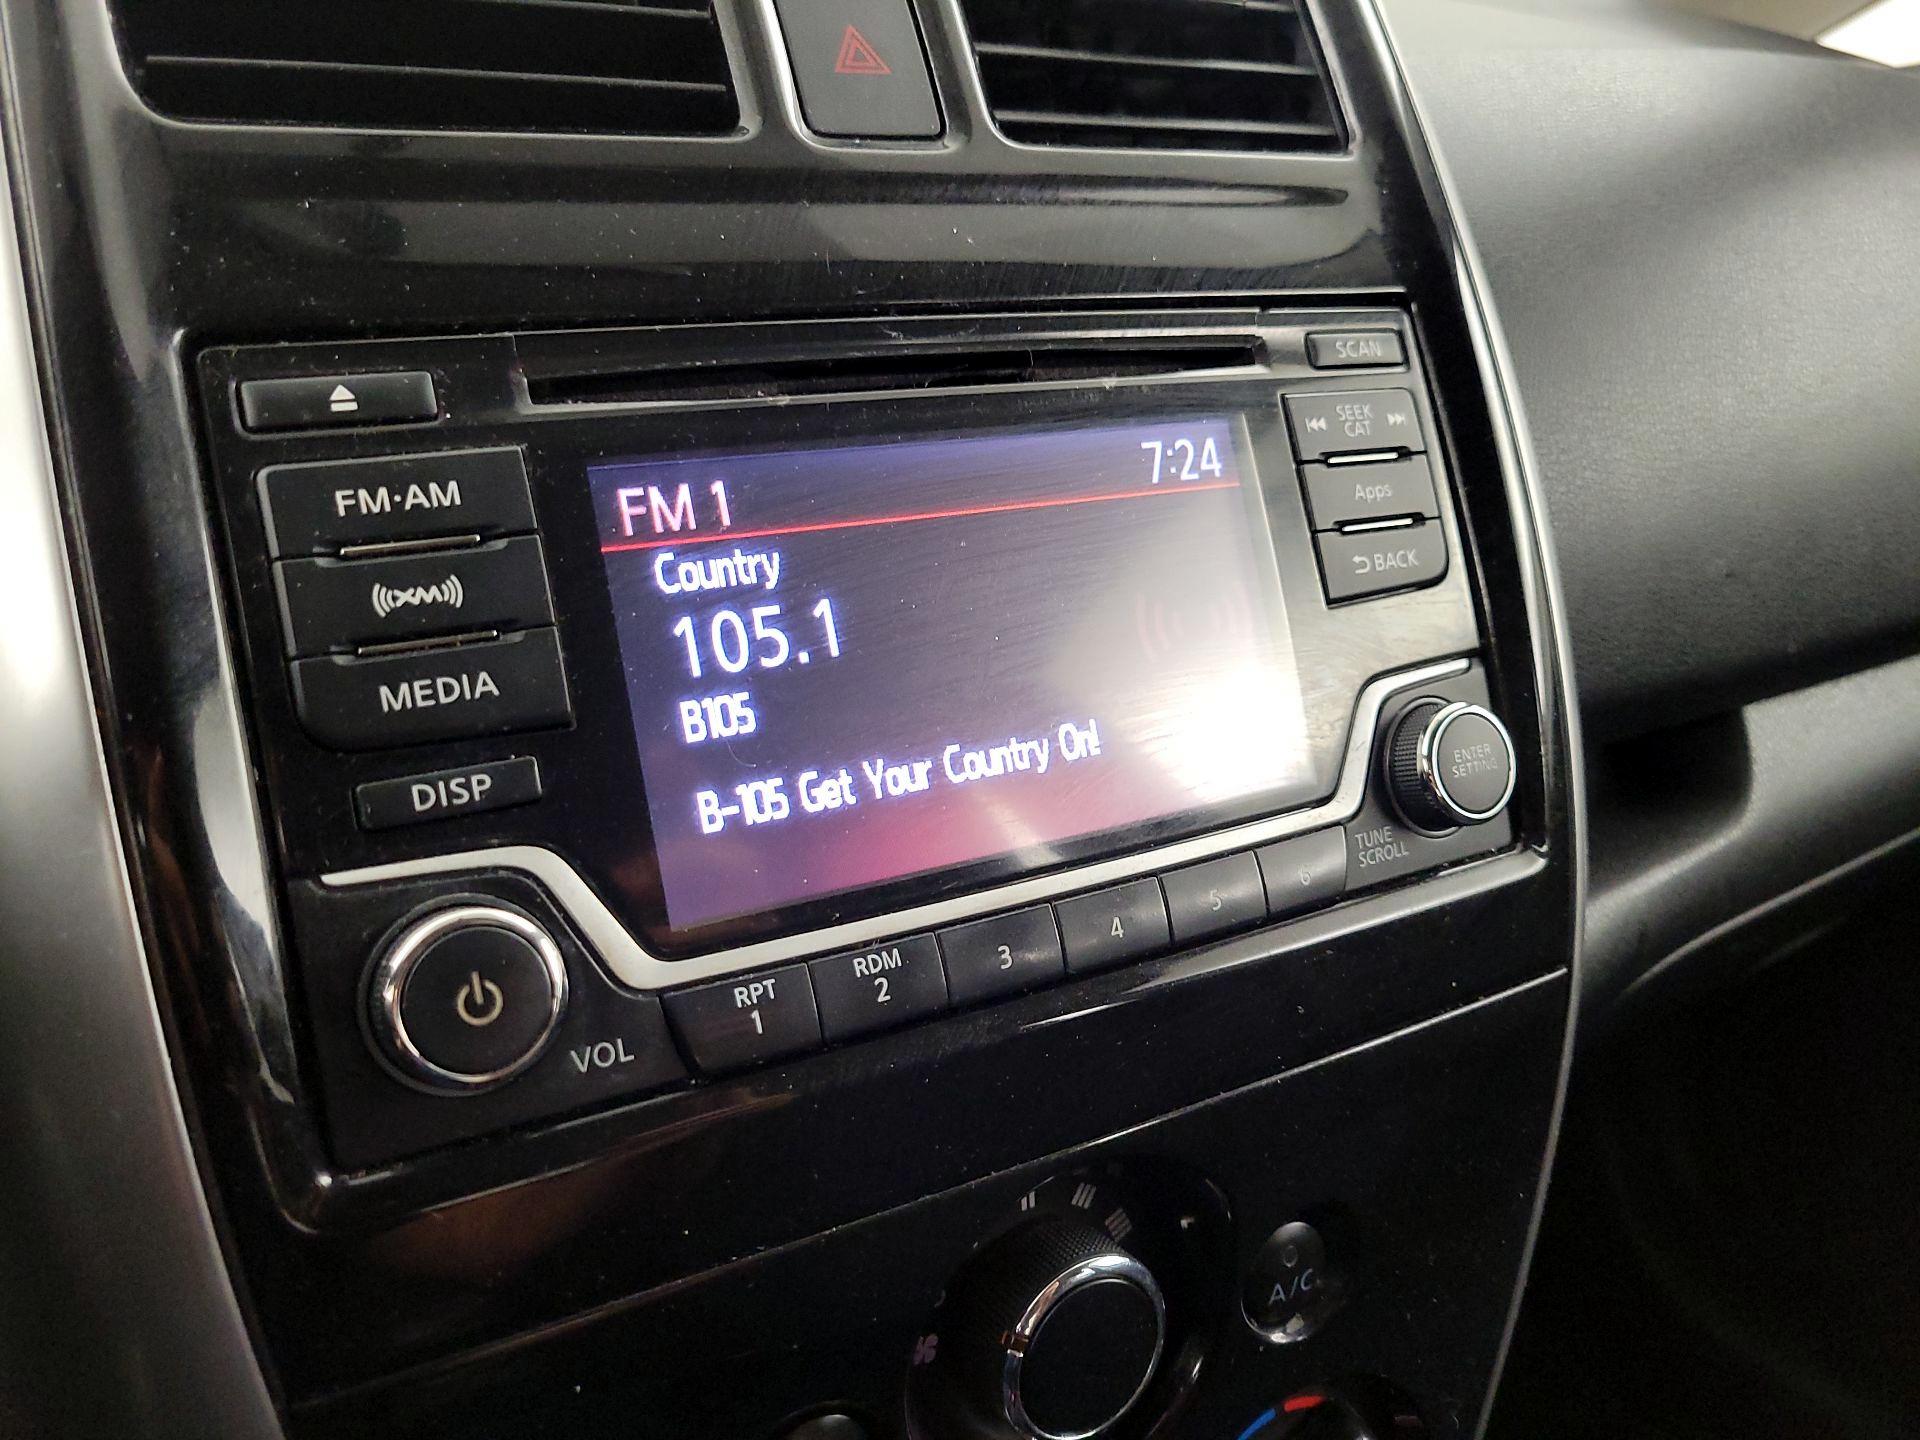 SCAN
SEEK
CAT
FM·AM
FM 1
7:24
Apps
Country
XM
105.1
BACK
MEDIA
B105
DISP
B-105 Get Your Country On!
ENTER
SETTING
TUNE
SCROLL
RPT
1
RDM
2
3
4
5
6
VOL
A/C